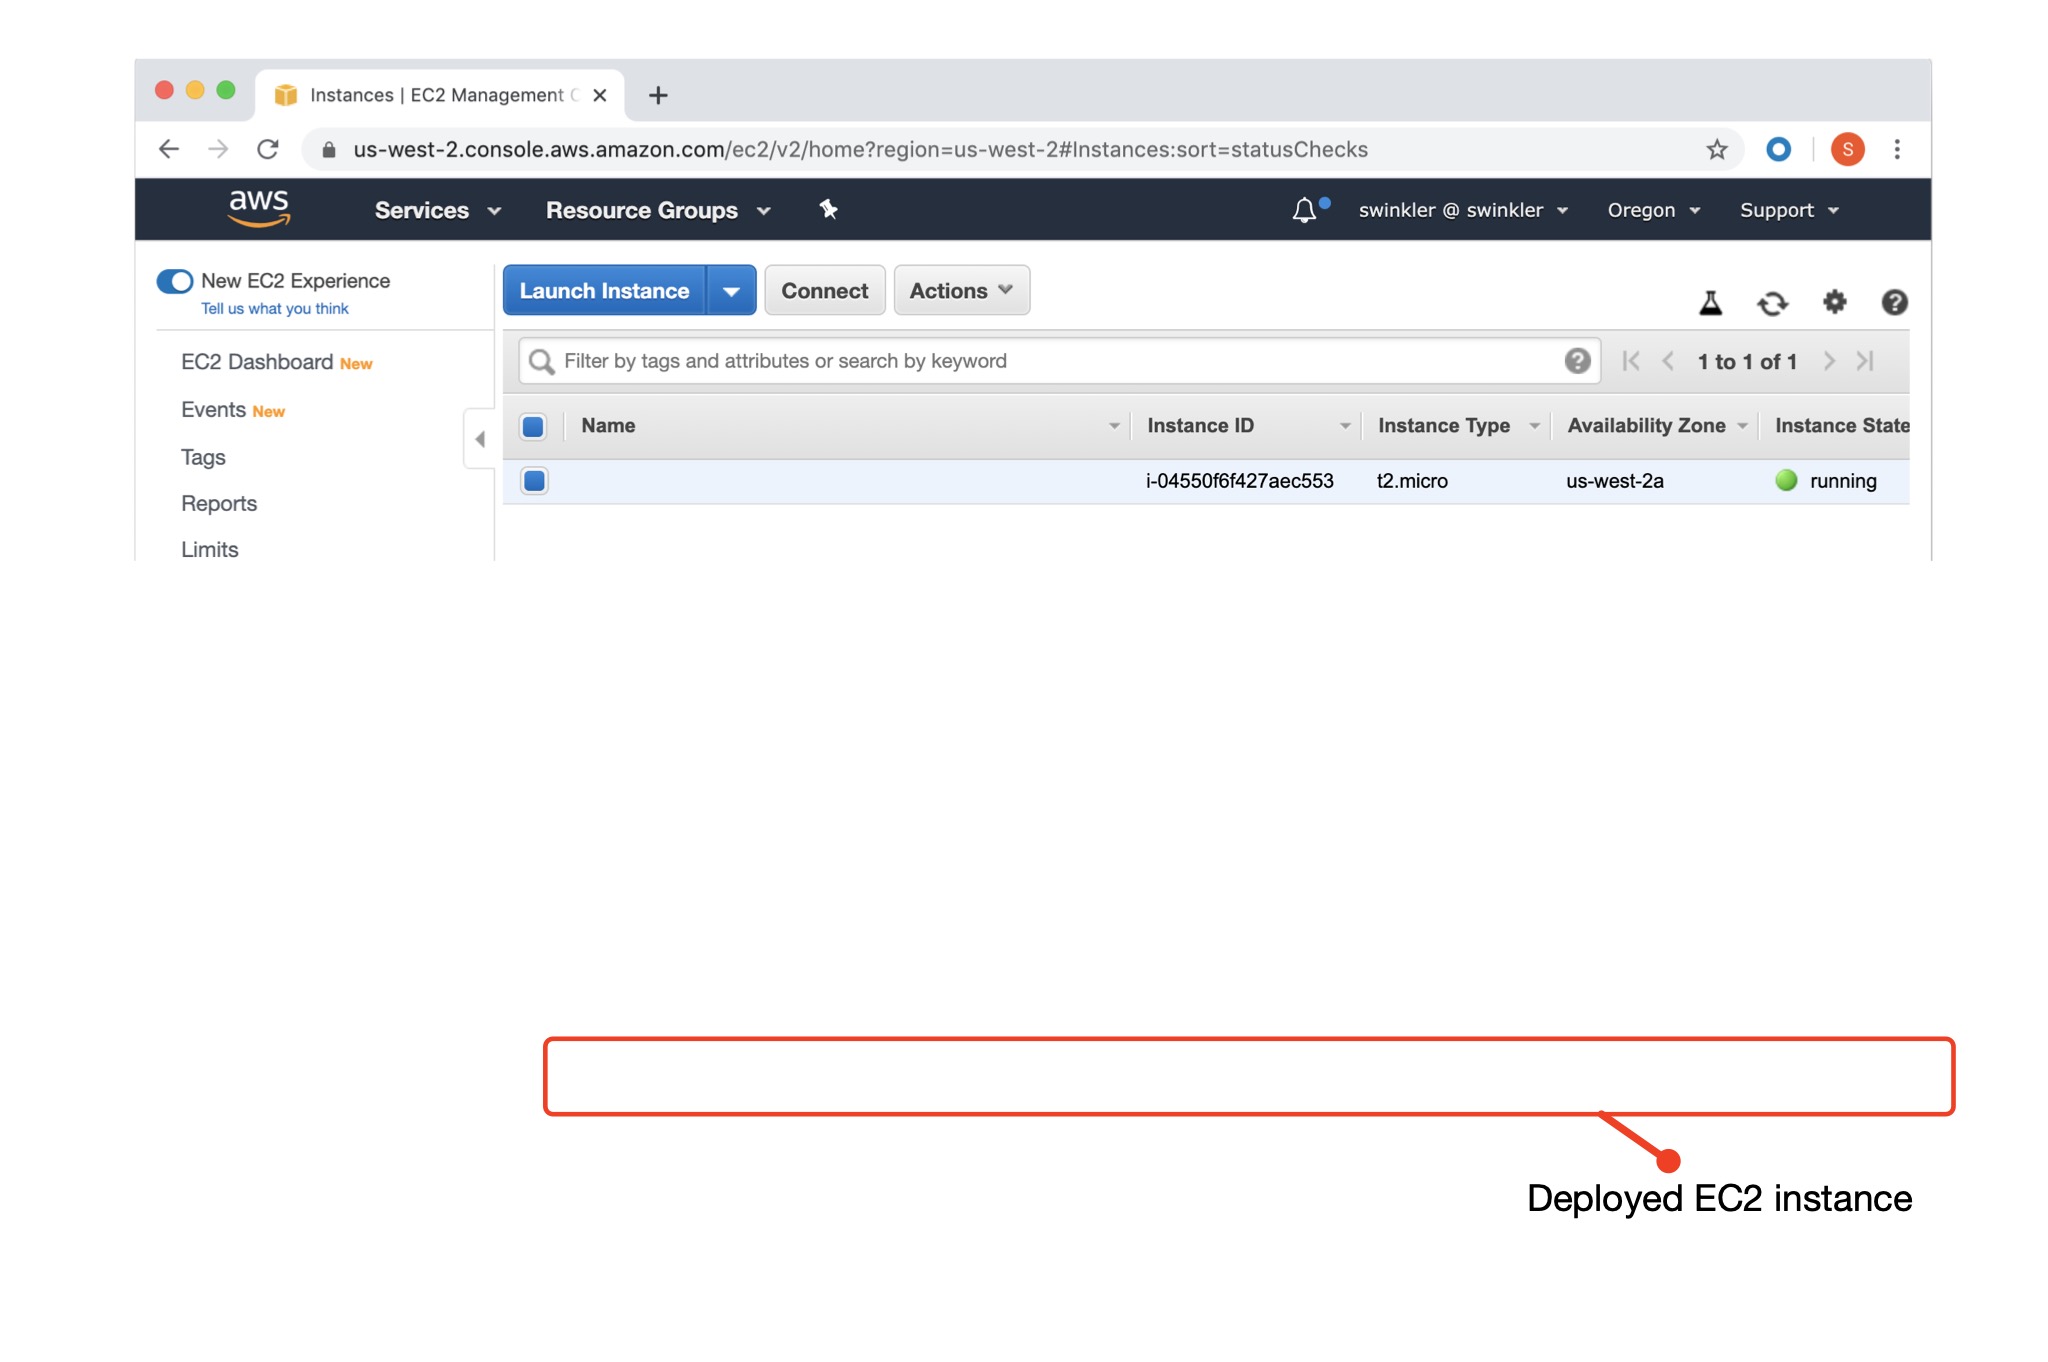 Instances | EC2 Management C
us-west-2.console.aws.amazon.com/ec2/v2/home?region=us-west-2#Instances:sort=statusChecks
S
aws Services Resource Groups swinkler @ swinkler Oregon Support
New EC2 Experience
Tell us what you think
EC2 Dashboard New
Events New
Tags
Reports
Limits
Launch Instance Connect Actions
Filter by tags and attributes or search by keyword 1 to 1 of 1
Name Instance ID Instance Type Availability Zone Instance State
i-04550f6f427aec553 t2.micro us-west-2a running
Deployed EC2 instance